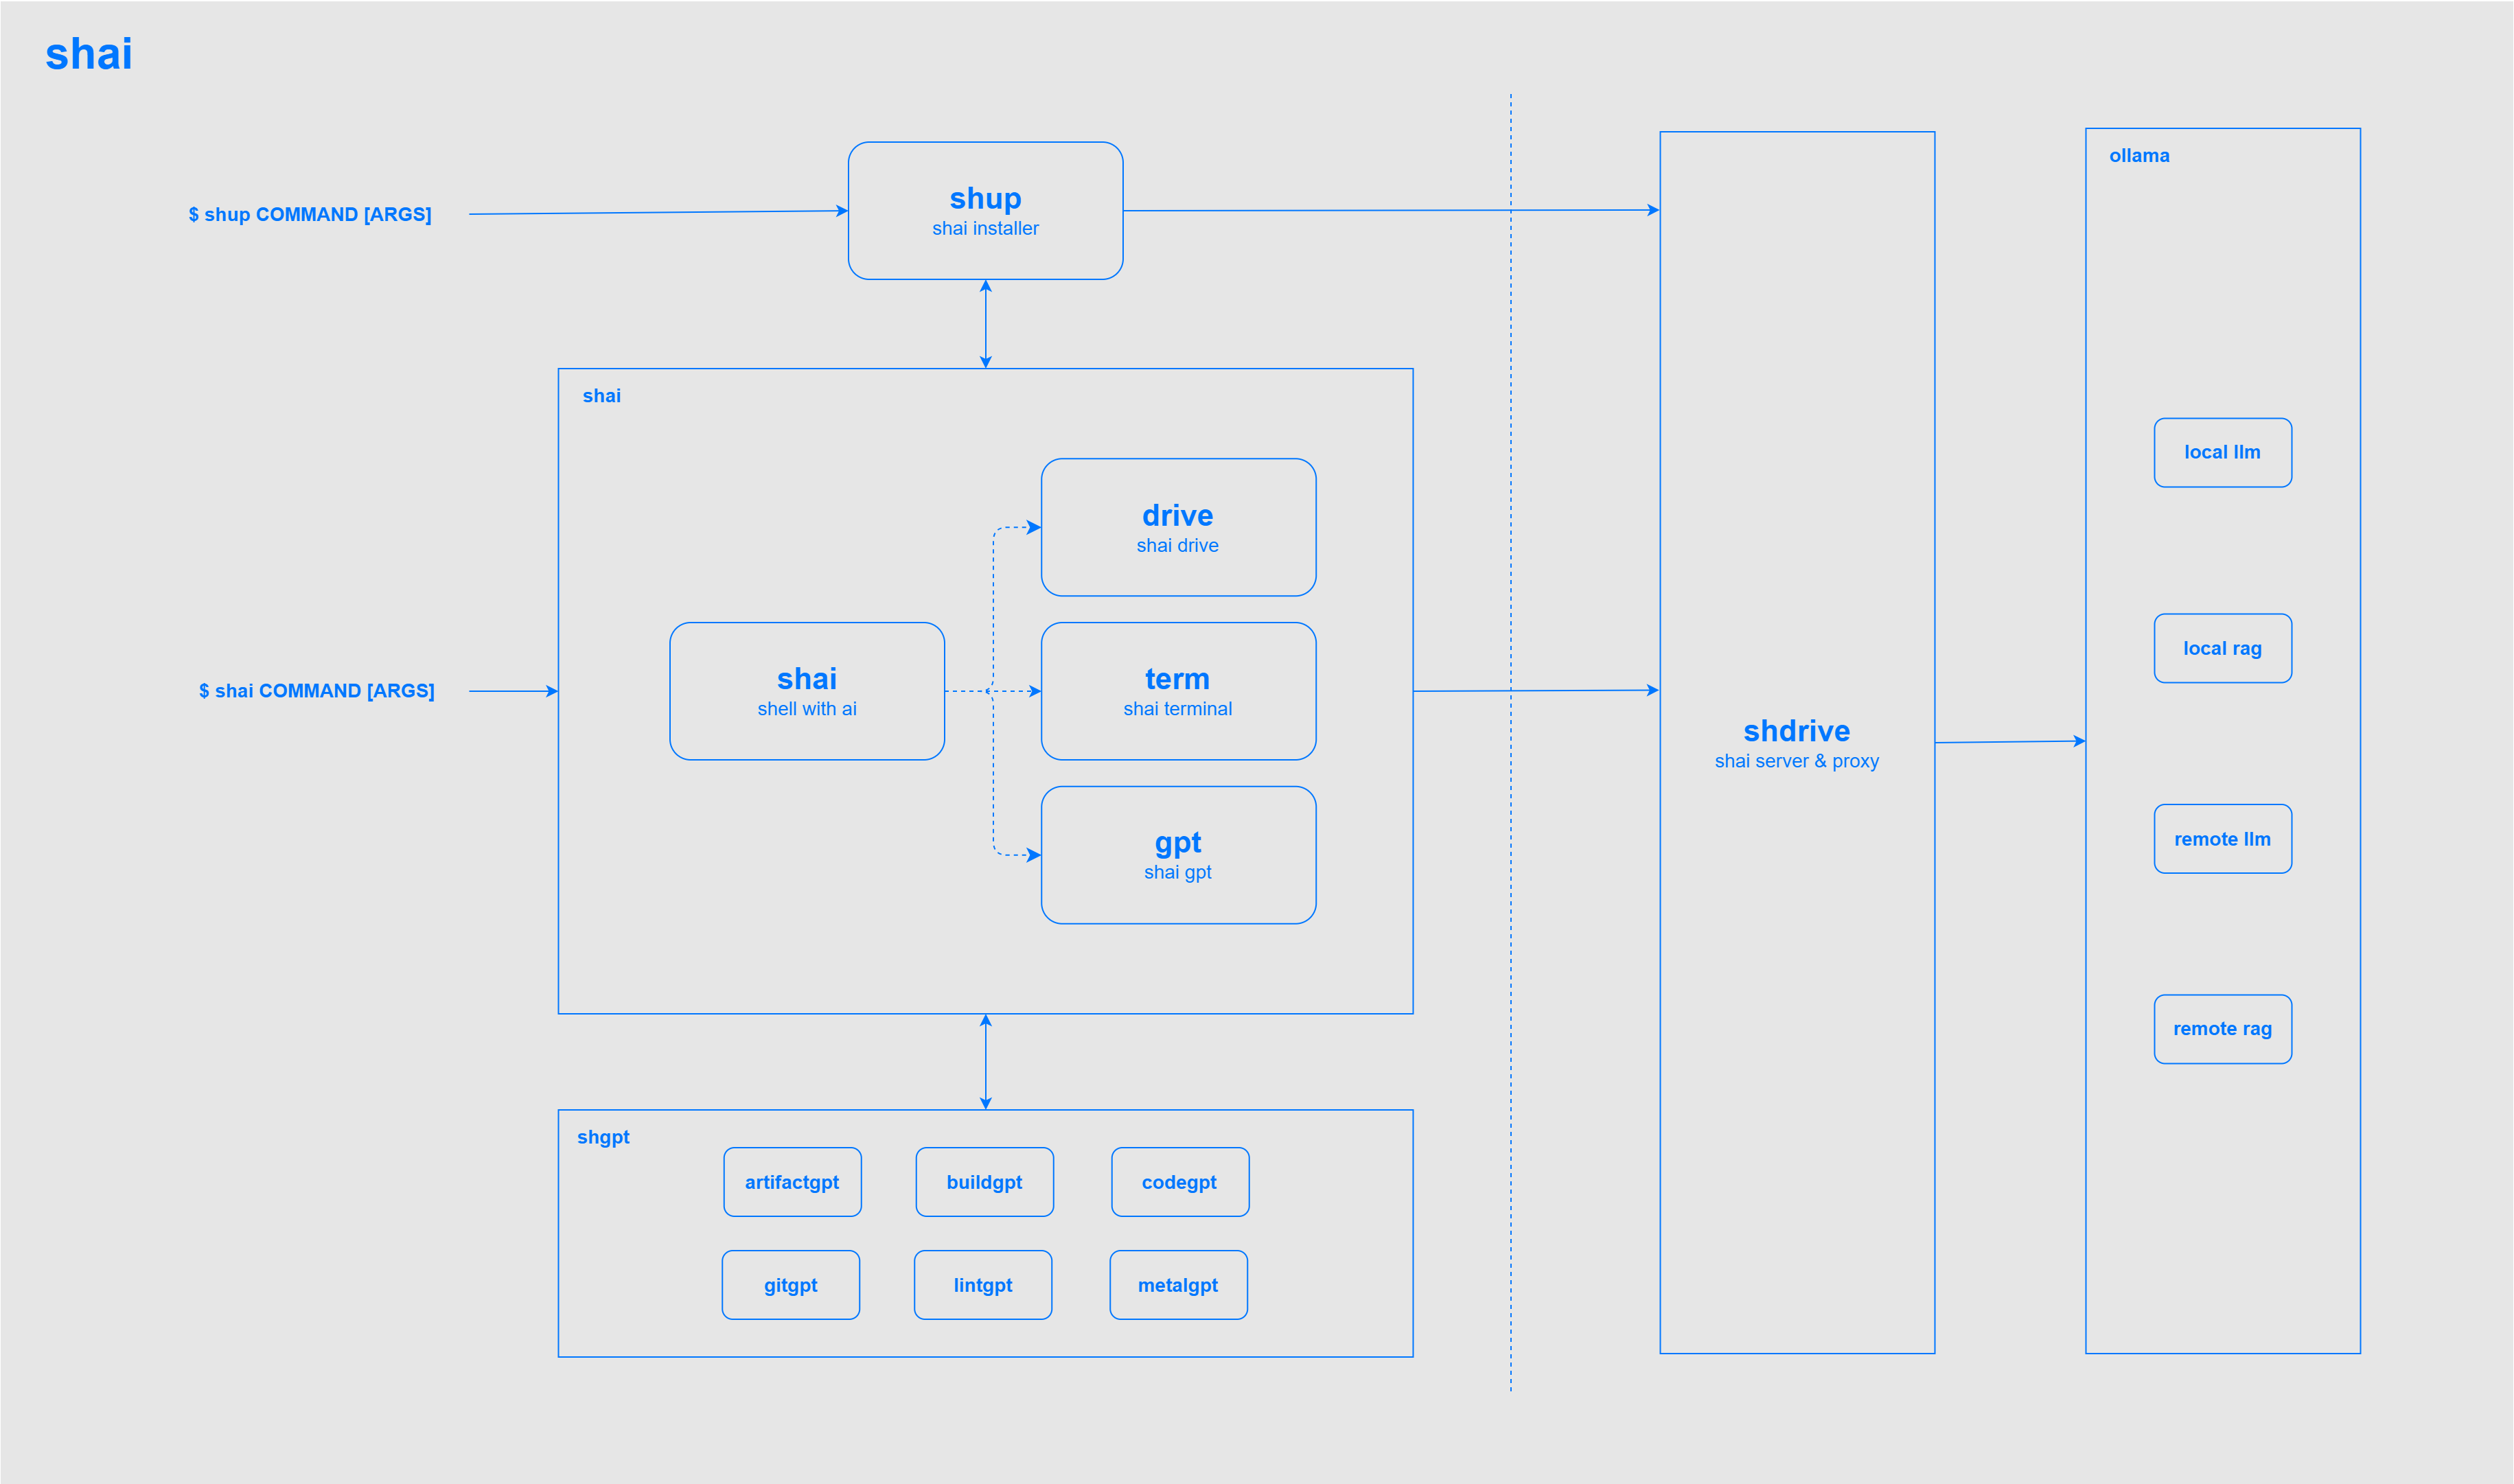 shai
$ shup COMMAND [ARGS]
shup
shai installer
shai
drive
shai drive
$ shai COMMAND [ARGS]
shai
shell with ai
term
shai terminal
gpt
shai gpt
shgpt
artifactgpt
buildgpt
codegpt
gitgpt
lintgpt
metalgpt
shdrive
shai server & proxy
ollama
local llm
local rag
remote llm
remote rag